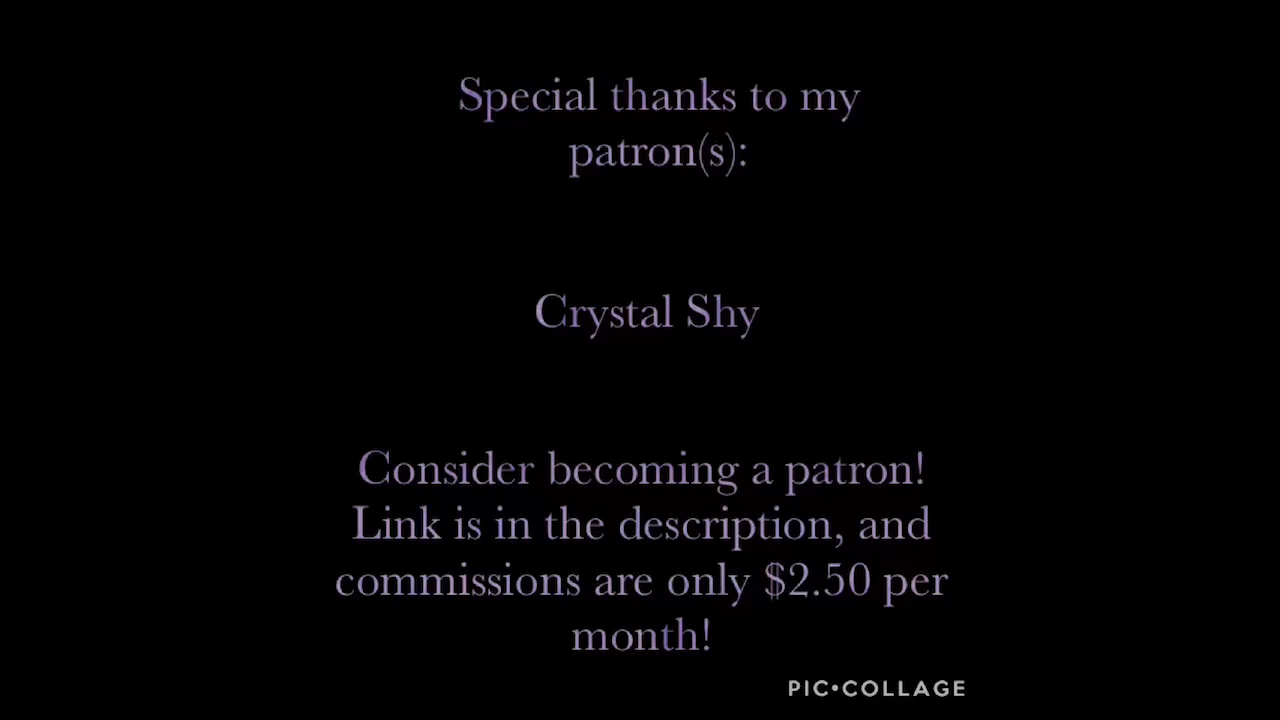 Special thanks to my
patron(s):
Crystal Shy
Consider becoming a patron!
Link is in the description, and
commissions are only $2.50 per
month!
PIC•COLLAGE